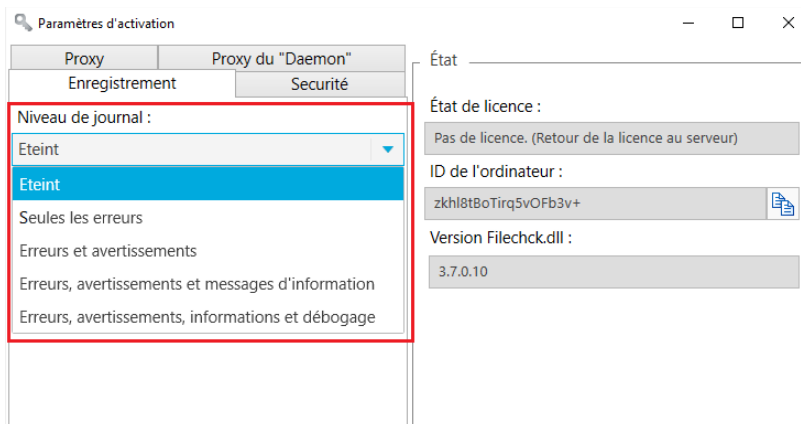 Paramètres d'activation
Proxy
Proxy du "Daemon"
Enregistrement
Securité
Niveau de journal :
Eteint
Eteint
Seules les erreurs
Erreurs et avertissements
Erreurs, avertissements et messages d'information
Erreurs, avertissements, informations et débogage
État
État de licence :
Pas de licence. (Retour de la licence au serveur)
ID de l'ordinateur :
zkhl8tBoTirq5vOFb3v+
Version Filechck.dll :
3.7.0.10